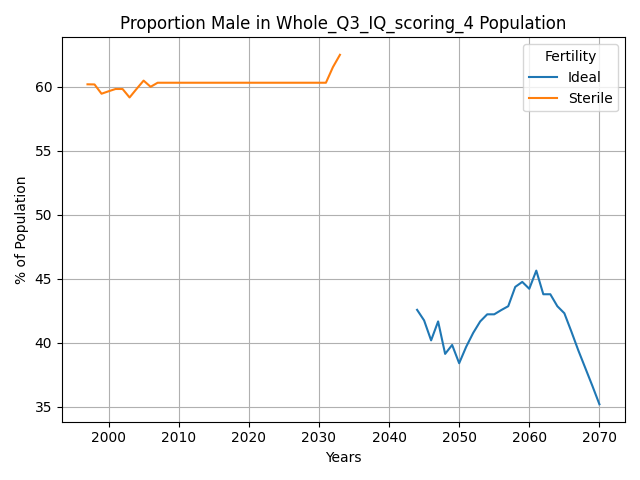 Proportion Male in Whole_Q3_IQ_scoring_4 Population
Fertility
Ideal
Sterile
% of Population
60
55
50
45
40
35
2000
2010
2020
2030
2040
2050
2060
2070
Years